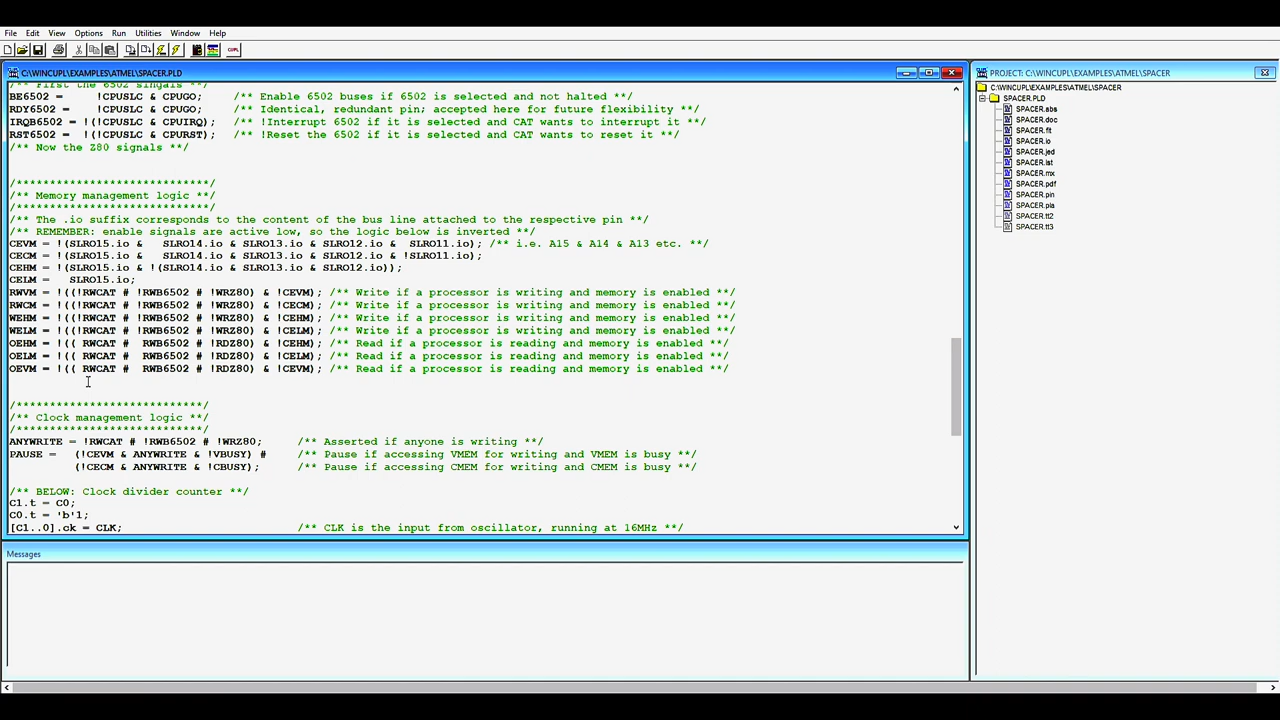 File Edit View Options Run Utilities Window Help
C:\WINCUPL\EXAMPLES\ATMEL\SPACER.PLD
/** First the 6502 singals **/
BE6502 = !CPUSLC & CPUGO; /** Enable 6502 buses if 6502 is selected and not halted **/
RDY6502 = !CPUSLC & CPUGO; /** Identical, redundant pin; accepted here for future flexibility **/
IRQB6502 = !(!CPUSLC & CPUIRQ); /** !Interrupt 6502 if it is selected and CAT wants to interrupt it **/
RST6502 = !(!CPUSLC & CPURST); /** !Reset the 6502 if it is selected and CAT wants to reset it **/
/** Now the Z80 signals **/
/*****************************/
/** Memory management logic **/
/*****************************/
/** The .io suffix corresponds to the content of the bus line attached to the respective pin **/
/** REMEMBER: enable signals are active low, so the logic below is inverted **/
CEVM = !(SLRO15.io & SLRO14.io & SLRO13.io & SLRO12.io & SLRO11.io); /** i.e. A15 & A14 & A13 etc. **/
CECM = !(SLRO15.io & SLRO14.io & SLRO13.io & SLRO12.io & !SLRO11.io);
CEHM = !(SLRO15.io & !(SLRO14.io & SLRO13.io & SLRO12.io));
CELM = SLRO15.io;
RWVM = !((!RWCAT # !RWB6502 # !WRZ80) & !CEVM); /** Write if a processor is writing and memory is enabled **/
RWCM = !((!RWCAT # !RWB6502 # !WRZ80) & !CECM); /** Write if a processor is writing and memory is enabled **/
WEHM = !((!RWCAT # !RWB6502 # !WRZ80) & !CEHM); /** Write if a processor is writing and memory is enabled **/
WELM = !((!RWCAT # !RWB6502 # !WRZ80) & !CELM); /** Write if a processor is writing and memory is enabled **/
OEHM = !(( RWCAT # RWB6502 # !RDZ80) & !CEHM); /** Read if a processor is reading and memory is enabled **/
OELM = !(( RWCAT # RWB6502 # !RDZ80) & !CELM); /** Read if a processor is reading and memory is enabled **/
OEVM = !(( RWCAT # RWB6502 # !RDZ80) & !CEVM); /** Read if a processor is reading and memory is enabled **/
/****************************/
/** Clock management logic **/
/****************************/
ANYWRITE = !RWCAT # !RWB6502 # !WRZ80; /** Asserted if anyone is writing **/
PAUSE = (!CEVM & ANYWRITE & !VBUSY) # /** Pause if accessing VMEM for writing and VMEM is busy **/
(!CECM & ANYWRITE & !CBUSY); /** Pause if accessing CMEM for writing and CMEM is busy **/
/** BELOW: Clock divider counter **/
C1.t = C0;
C0.t = 'b'1;
[C1..0].ck = CLK; /** CLK is the input from oscillator, running at 16MHz **/
Messages
PROJECT: C:\WINCUPL\EXAMPLES\ATMEL\SPACER
C:\WINCUPL\EXAMPLES\ATMEL\SPACER
SPACER.PLD
SPACER.abs
SPACER.doc
SPACER.fit
SPACER.io
SPACER.jed
SPACER.lst
SPACER.mx
SPACER.pdf
SPACER.pin
SPACER.pla
SPACER.tt2
SPACER.tt3